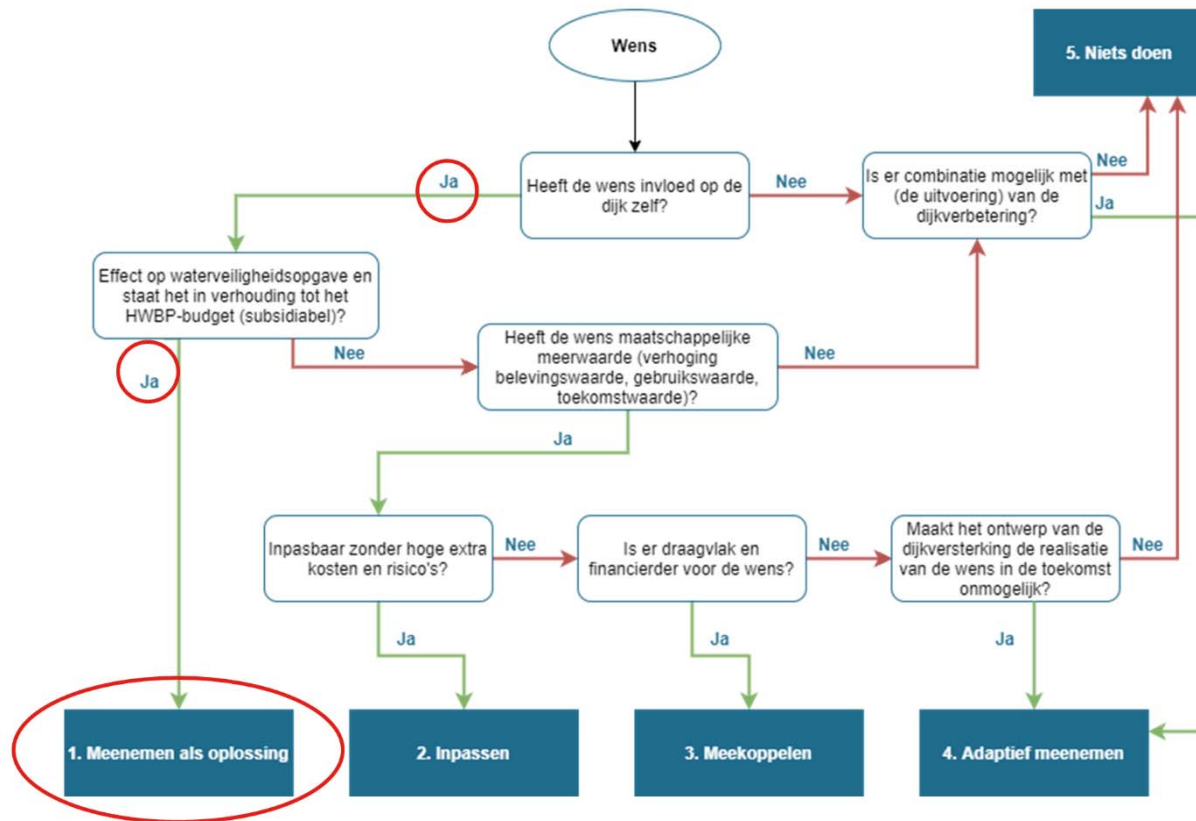 Wens
5. Niets doen
Heeft de wens invloed op de
dijk zelf?
Ja
Nee
Is er combinatie mogelijk met
(de uitvoering) van de
dijkverbetering?
Nee
Ja
Effect op waterveiligheidsopgave en
staat het in verhouding tot het
HWBP-budget (subsidiabel)?
Ja
Nee
Heeft de wens maatschappelijke
meerwaarde (verhoging
belevingswaarde, gebruikswaarde,
toekomstwaarde)?
Nee
Ja
Inpasbaar zonder hoge extra
kosten en risico's?
Nee
Is er draagvlak en
financierder voor de wens?
Nee
Maakt het ontwerp van de
dijkversterking de realisatie
van de wens in de toekomst
onmogelijk?
Nee
Ja
Ja
Ja
1. Meenemen als oplossing
2. Inpassen
3. Meekoppelen
4. Adaptief meenemen